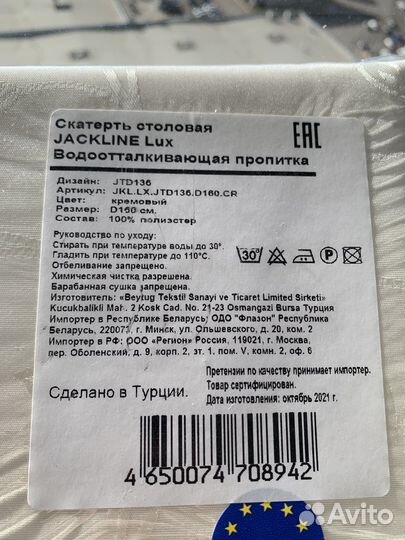 Скатерть столовая
JACKLINE Lux
Водоотталкивающая пропитка
EAC
Дизайн: JTD136
Артикул: JKL.LX.JTD136.D160.CR
Цвет: кремовый
Размер: D160 см.
Состав: 100% полиэстер
Руководство по уходу:
Стирать при температуре воды до 30°.
Гладить при температуре до 110°C.
Отбеливание запрещено.
Химическая чистка разрешена.
Барабанная сушка запрещена.
30°
Изготовитель: «Beytug Tekstil Sanayi ve Ticaret Limited Sirketi»
Kucukbalikli Mah. 2 Kosk Cad. No. 21-23 Osmangazi Bursa Турция
Импортер в Республике Беларусь: ОДО "Флазон" Республика
Беларусь, 220073, г. Минск, ул. Ольшевского, д. 20, ком. 2
Импортер в РФ: ООО «Регион» Россия, 119021, г. Москва,
пер. Оболенский, д. 9, корп. 2, эт. 1, пом. V, комн. 2, оф. 6
Претензии по качеству принимает импортер.
Товар сертифицирован.
Дата изготовления: октябрь 2021 г.
Сделано в Турции.
4 650074 708942
Avito